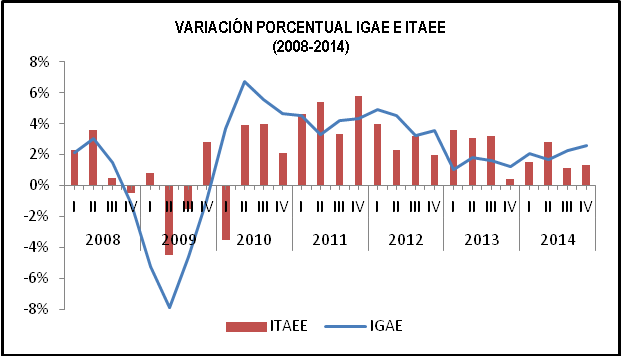 VARIACIÓN PORCENTUAL IGAE E ITAEE
(2008-2014)
8%
6%
4%
2%
0%
-2%
-4%
-6%
-8%
I II III IV I II III IV I II III IV I II III IV I II III IV I II III IV I II III IV
2008 2009 2010 2011 2012 2013 2014
ITAEE IGAE